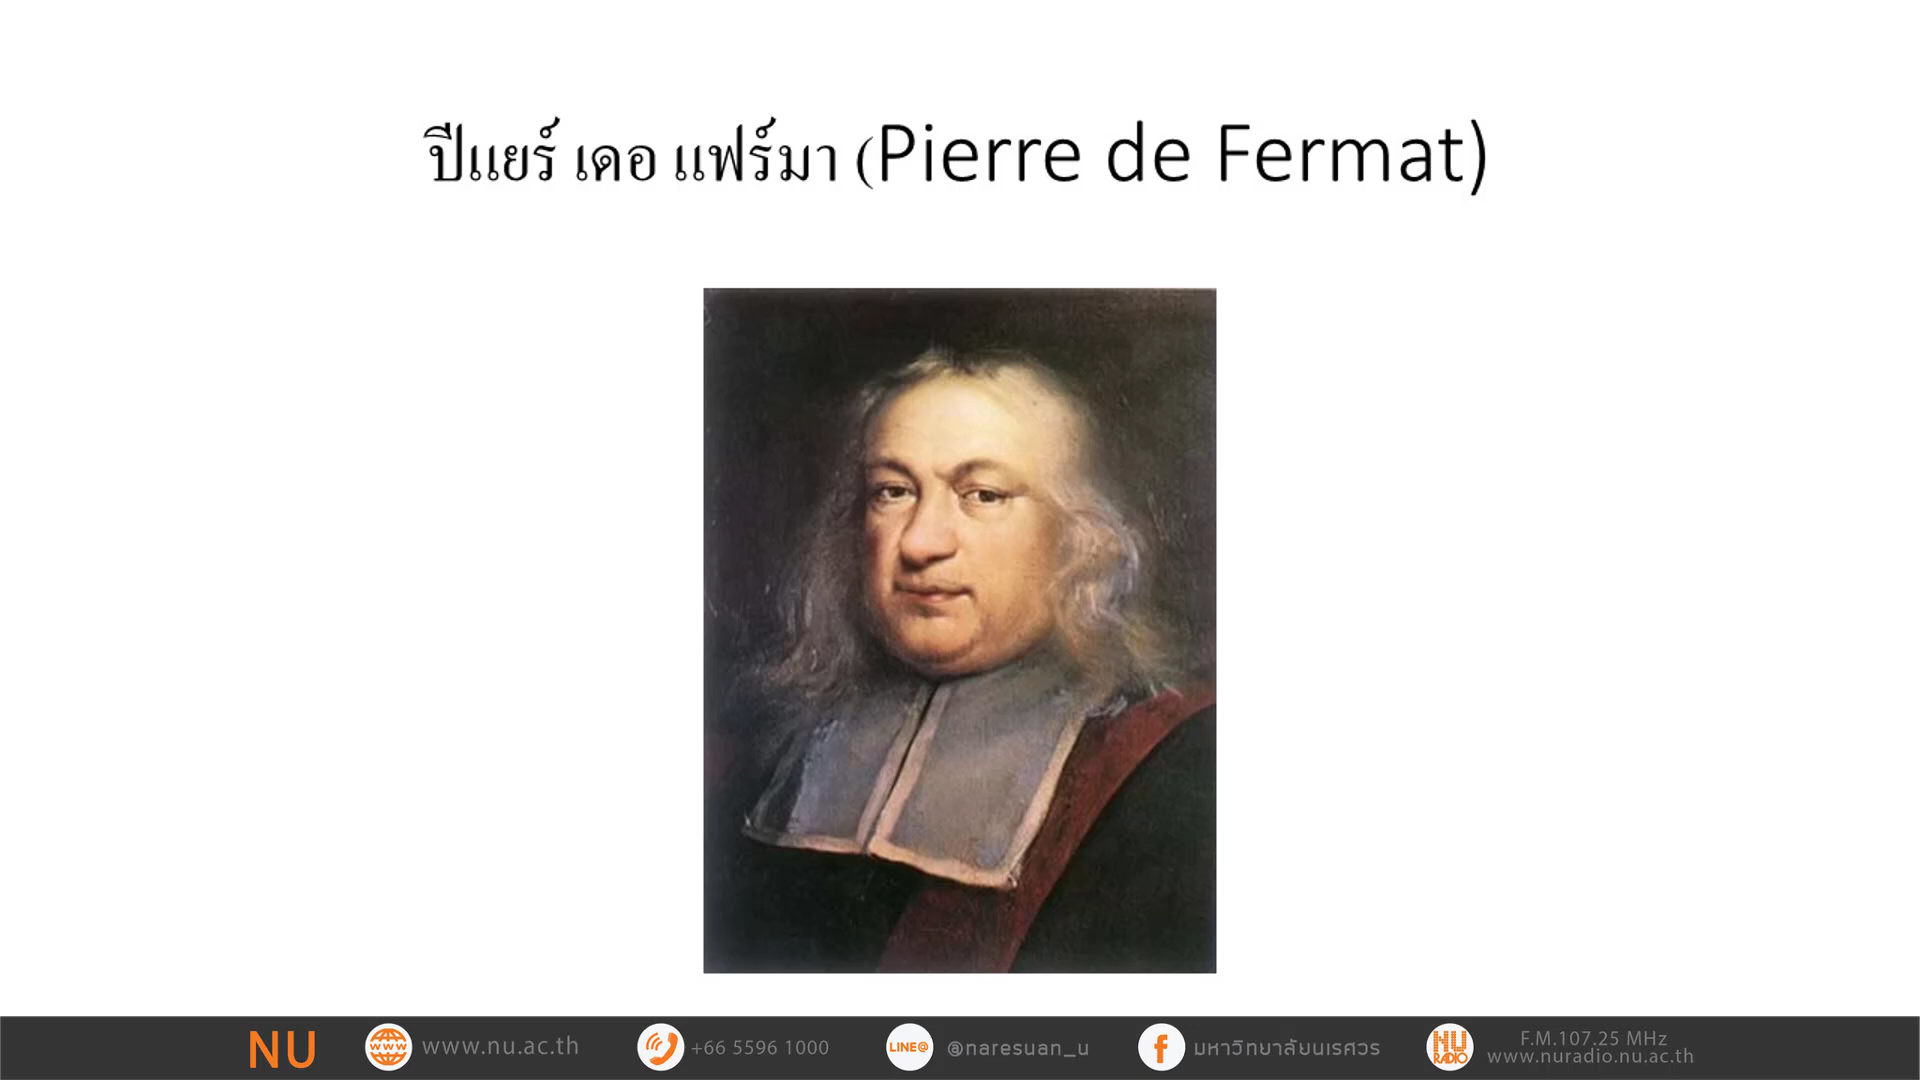 ปีแยร์ เดอ แฟร์มา (Pierre de Fermat)
NU
www
www.nu.ac.th
+66 5596 1000
LINE@
@naresuan_u
f
มหาวิทยาลัยนเรศวร
NU
RADIO
F.M.107.25 MHz
www.nuradio.nu.ac.th